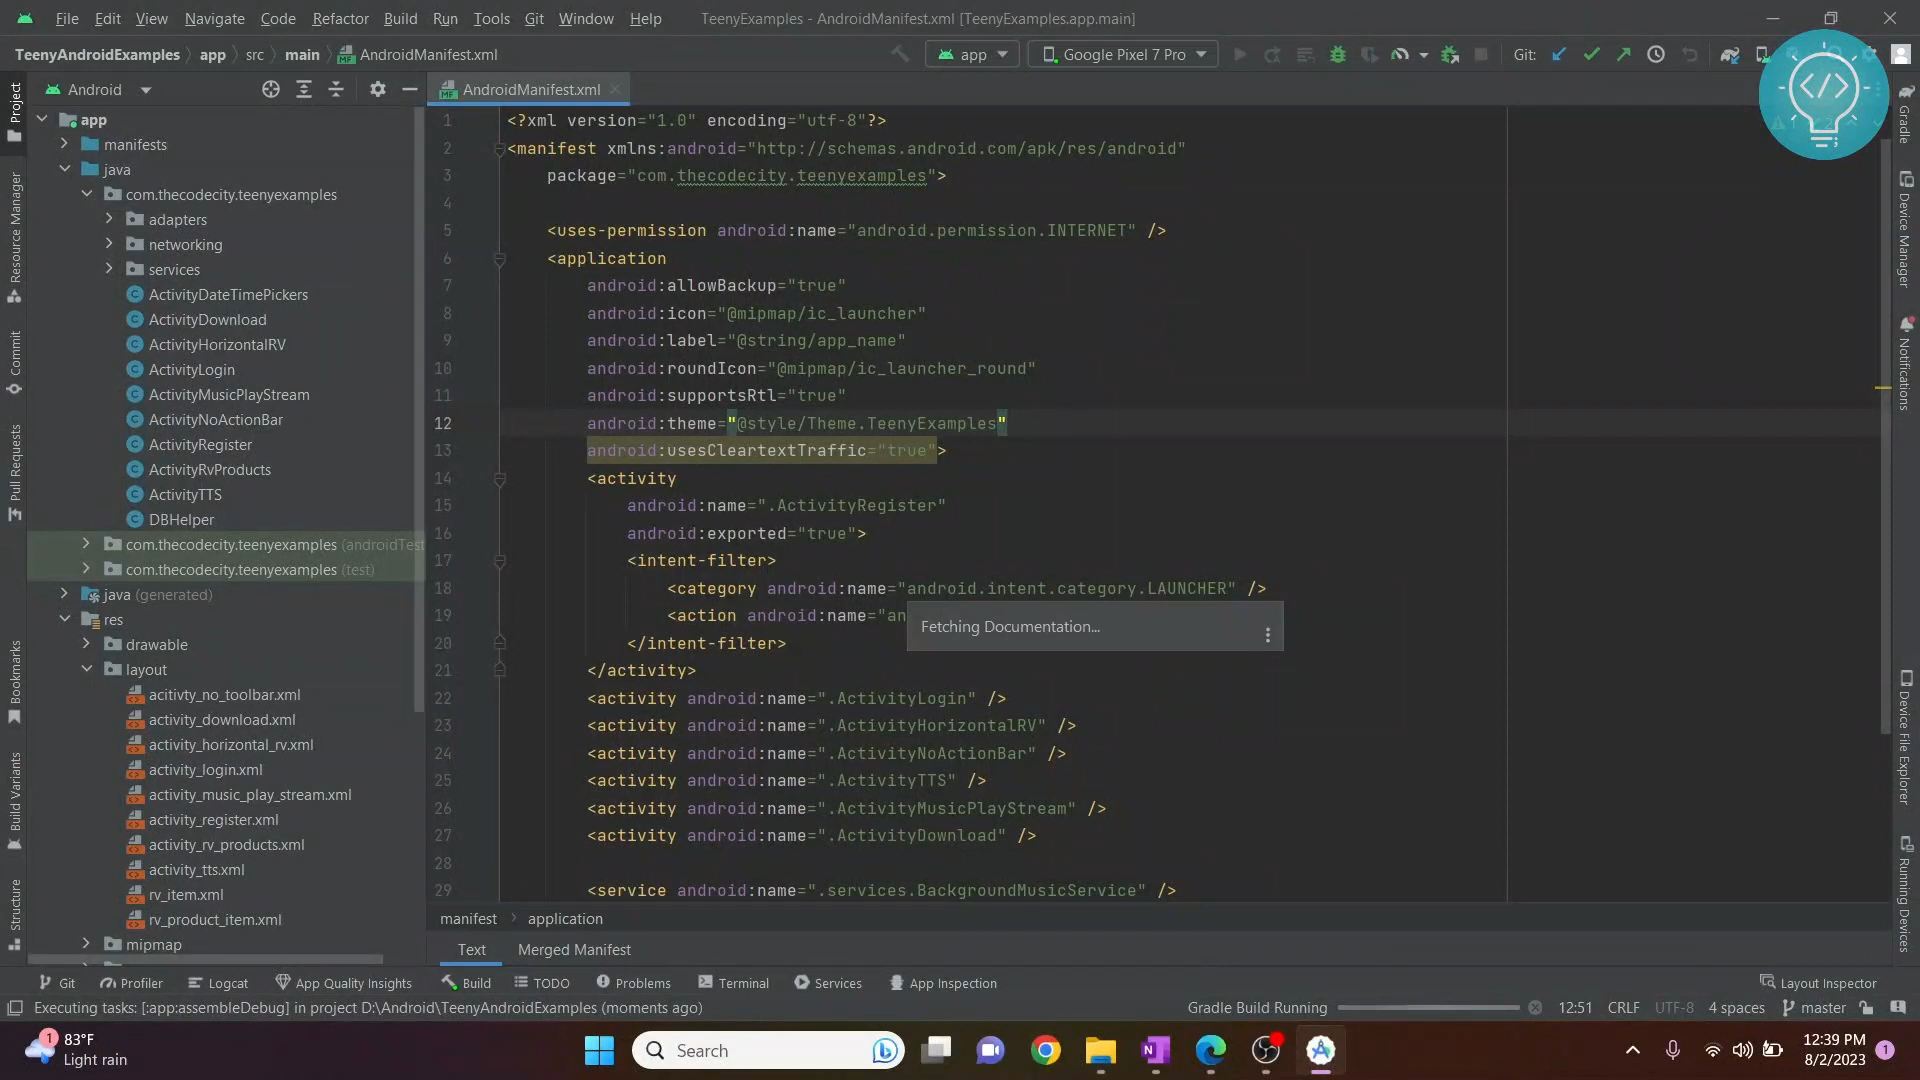 File Edit View Navigate Code Refactor Build Run Tools Git Window Help TeenyExamples - AndroidManifest.xml [TeenyExamples.app.main]
TeenyAndroidExamples app src main AndroidManifest.xml app Google Pixel 7 Pro Git:
Android AndroidManifest.xml
Project
Resource Manager
Commit
Pull Requests
Bookmarks
Build Variants
Structure
app
manifests
java
com.thecodecity.teenyexamples
adapters
networking
services
ActivityDateTimePickers
ActivityDownload
ActivityHorizontalRV
ActivityLogin
ActivityMusicPlayStream
ActivityNoActionBar
ActivityRegister
ActivityRvProducts
ActivityTTS
DBHelper
com.thecodecity.teenyexamples (androidTest
com.thecodecity.teenyexamples (test)
java (generated)
res
drawable
layout
acitivty_no_toolbar.xml
activity_download.xml
activity_horizontal_rv.xml
activity_login.xml
activity_music_play_stream.xml
activity_register.xml
activity_rv_products.xml
activity_tts.xml
rv_item.xml
rv_product_item.xml
mipmap
1 <?xml version="1.0" encoding="utf-8"?>
2 <manifest xmlns:android="http://schemas.android.com/apk/res/android"
3 package="com.thecodecity.teenyexamples">
4
5 <uses-permission android:name="android.permission.INTERNET" />
6 <application
7 android:allowBackup="true"
8 android:icon="@mipmap/ic_launcher"
9 android:label="@string/app_name"
10 android:roundIcon="@mipmap/ic_launcher_round"
11 android:supportsRtl="true"
12 android:theme="@style/Theme.TeenyExamples"
13 android:usesCleartextTraffic="true">
14 <activity
15 android:name=".ActivityRegister"
16 android:exported="true">
17 <intent-filter>
18 <category android:name="android.intent.category.LAUNCHER" />
19 <action android:name="an
Fetching Documentation...
20 </intent-filter>
21 </activity>
22 <activity android:name=".ActivityLogin" />
23 <activity android:name=".ActivityHorizontalRV" />
24 <activity android:name=".ActivityNoActionBar" />
25 <activity android:name=".ActivityTTS" />
26 <activity android:name=".ActivityMusicPlayStream" />
27 <activity android:name=".ActivityDownload" />
28
29 <service android:name=".services.BackgroundMusicService" />
manifest application
Text Merged Manifest
Gradle
Device Manager
Notifications
Device File Explorer
Running Devices
Git Profiler Logcat App Quality Insights Build TODO Problems Terminal Services App Inspection Layout Inspector
Executing tasks: [:app:assembleDebug] in project D:\Android\TeenyAndroidExamples (moments ago) Gradle Build Running 12:51 CRLF UTF-8 4 spaces master
1 83°F
Light rain
Search
12:39 PM
8/2/2023
1